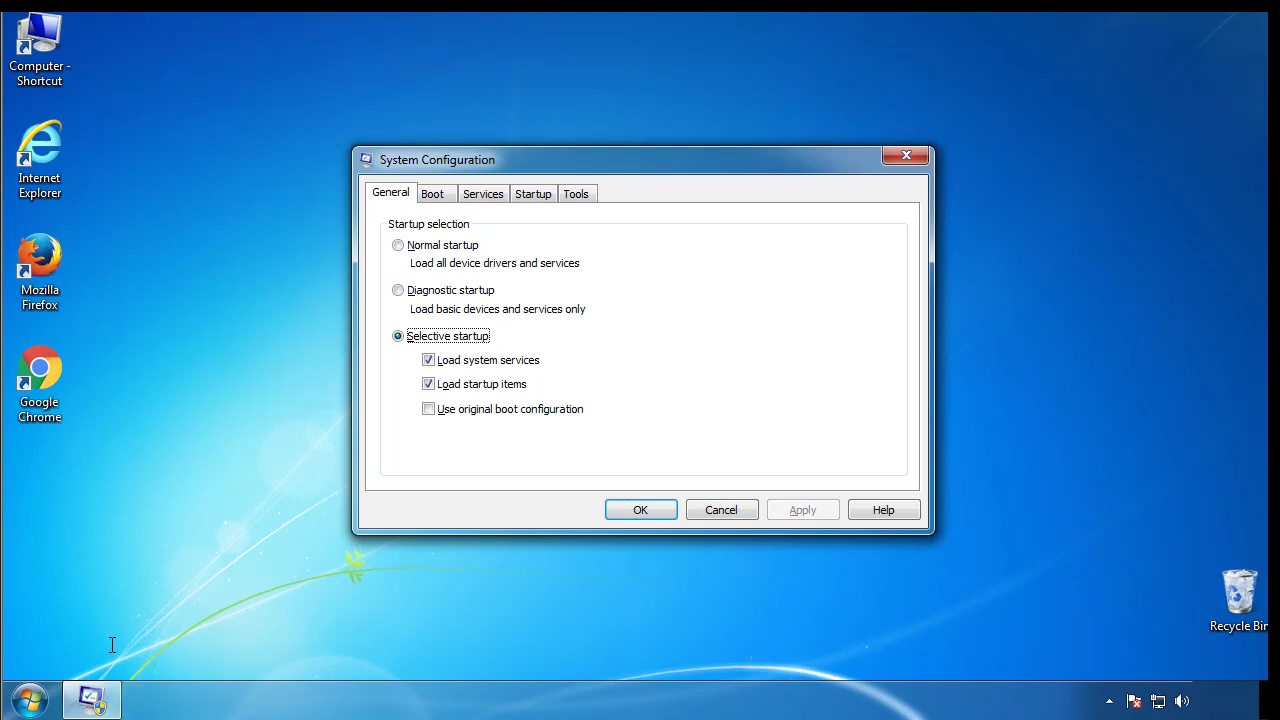 Computer -
Shortcut
Internet
Explorer
Mozilla
Firefox
Google
Chrome
System Configuration
General Boot Services Startup Tools
Startup selection
Normal startup
Load all device drivers and services
Diagnostic startup
Load basic devices and services only
Selective startup
Load system services
Load startup items
Use original boot configuration
OK Cancel Apply Help
Recycle Bin